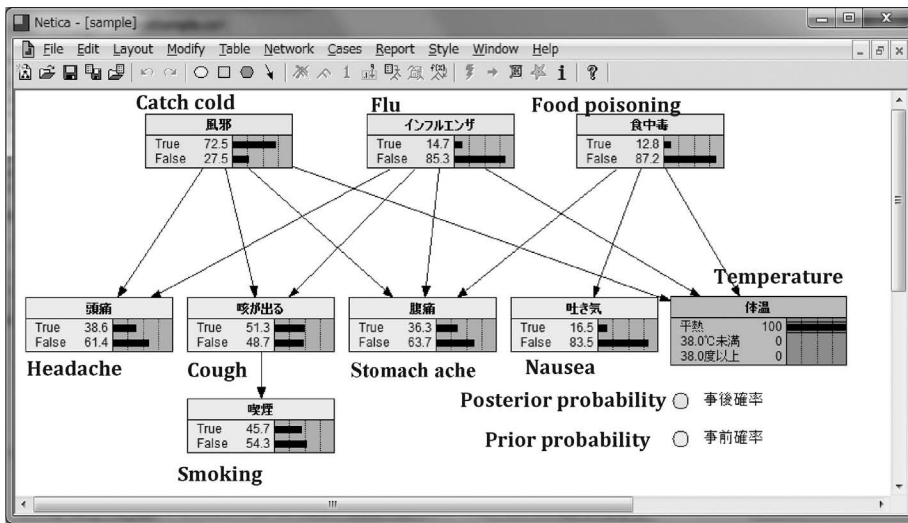 Netica - [sample]
File Edit Layout Modify Table Network Cases Report Style Window Help
Catch cold
風邪
True 72.5
False 27.5
Flu
インフルエンザ
True 14.7
False 85.3
Food poisoning
食中毒
True 12.8
False 87.2
頭痛
True 38.6
False 61.4
Headache
咳が出る
True 51.3
False 48.7
Cough
腹痛
True 36.3
False 63.7
Stomach ache
吐き気
True 16.5
False 83.5
Nausea
Temperature
体温
平熱 100
38.0℃未満 0
38.0度以上 0
喫煙
True 45.7
False 54.3
Smoking
Posterior probability 事後確率
Prior probability 事前確率